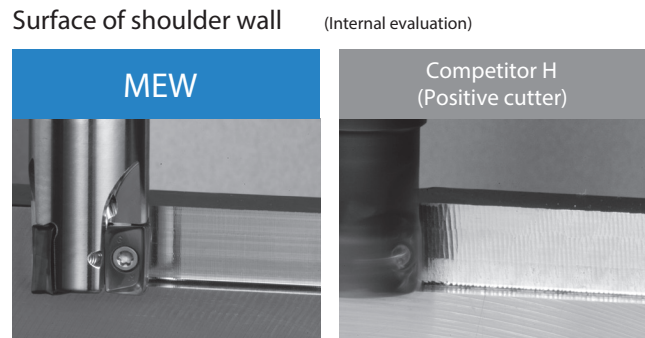 Surface of shoulder wall (Internal evaluation)
MEW
Competitor H
(Positive cutter)